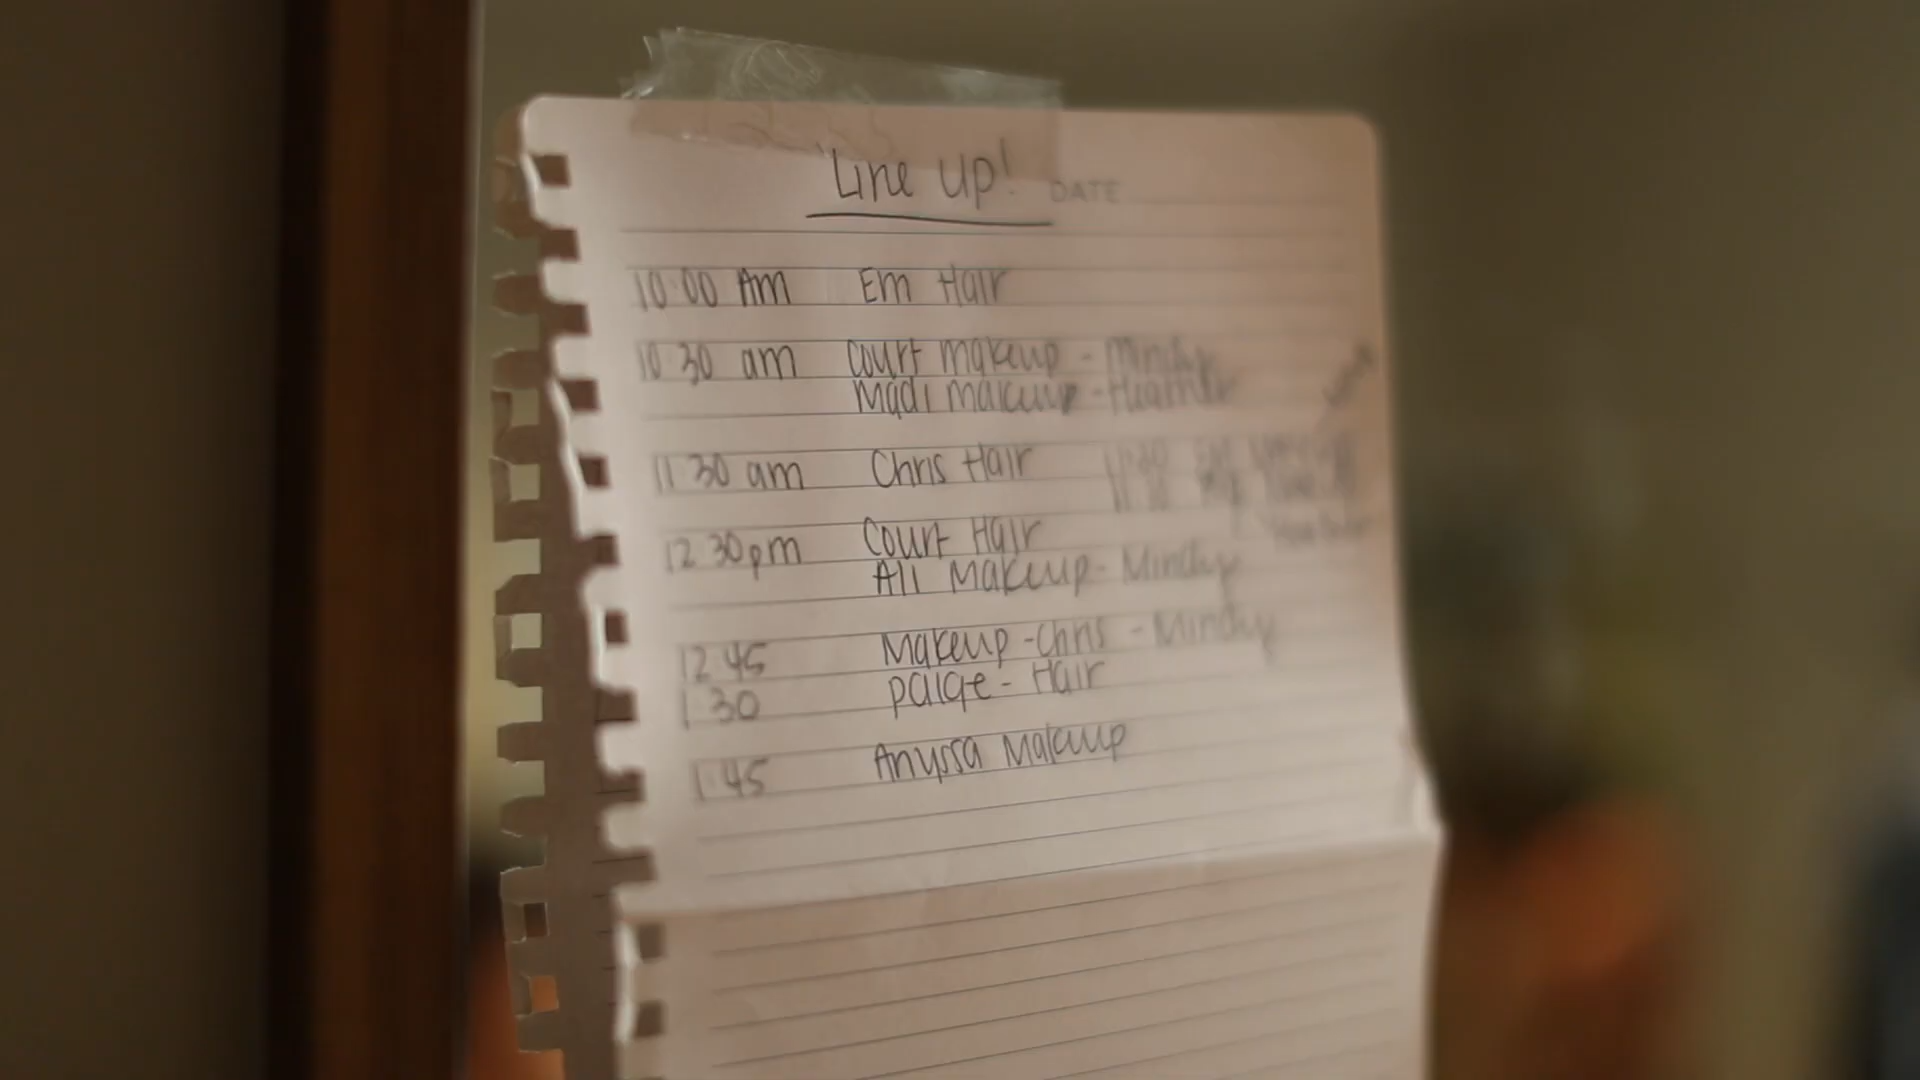 Line Up!
DATE
10:00 Am Em Hair
10:30 am Court Makeup - Mindy
Madi Makeup - Heather
11:30 am Chris Hair
12:30pm Court Hair
Ali Makeup - Mindy
12:45 Makeup - Chris - Mindy
1:30 paige - Hair
1:45 Anyssa Makeup